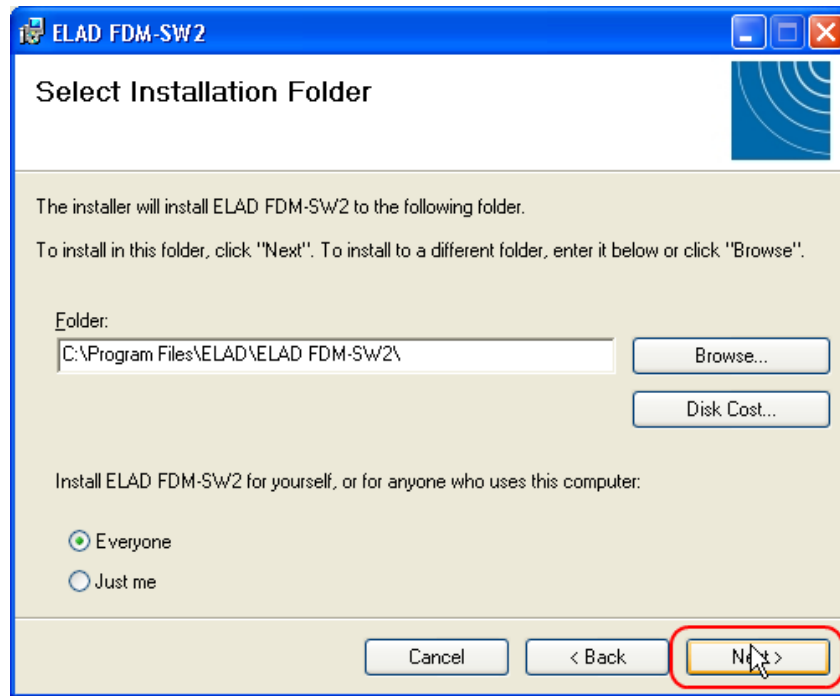 ELAD FDM-SW2
Select Installation Folder
The installer will install ELAD FDM-SW2 to the following folder.
To install in this folder, click "Next". To install to a different folder, enter it below or click "Browse".
Folder:
C:\Program Files\ELAD\ELAD FDM-SW2\
Browse...
Disk Cost...
Install ELAD FDM-SW2 for yourself, or for anyone who uses this computer:
Everyone
Just me
Cancel
< Back
Next >